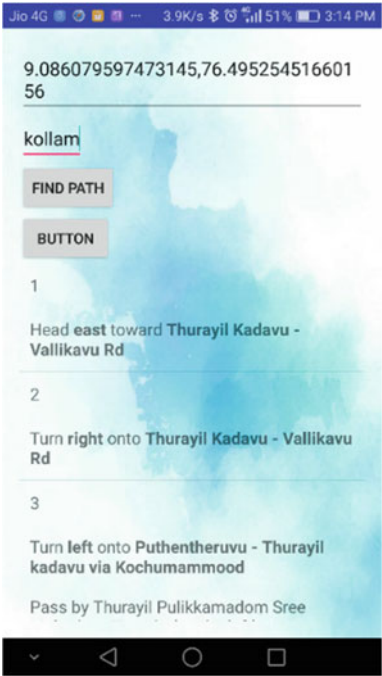 Jio 4G ... 3.9K/s 4G 51% 3:14 PM
9.086079597473145,76.495254516601
56
kollam
FIND PATH
BUTTON
1
Head east toward Thurayil Kadavu -
Vallikavu Rd
2
Turn right onto Thurayil Kadavu - Vallikavu
Rd
3
Turn left onto Puthentheruvu - Thurayil
kadavu via Kochumammood
Pass by Thurayil Pulikkamadom Sree